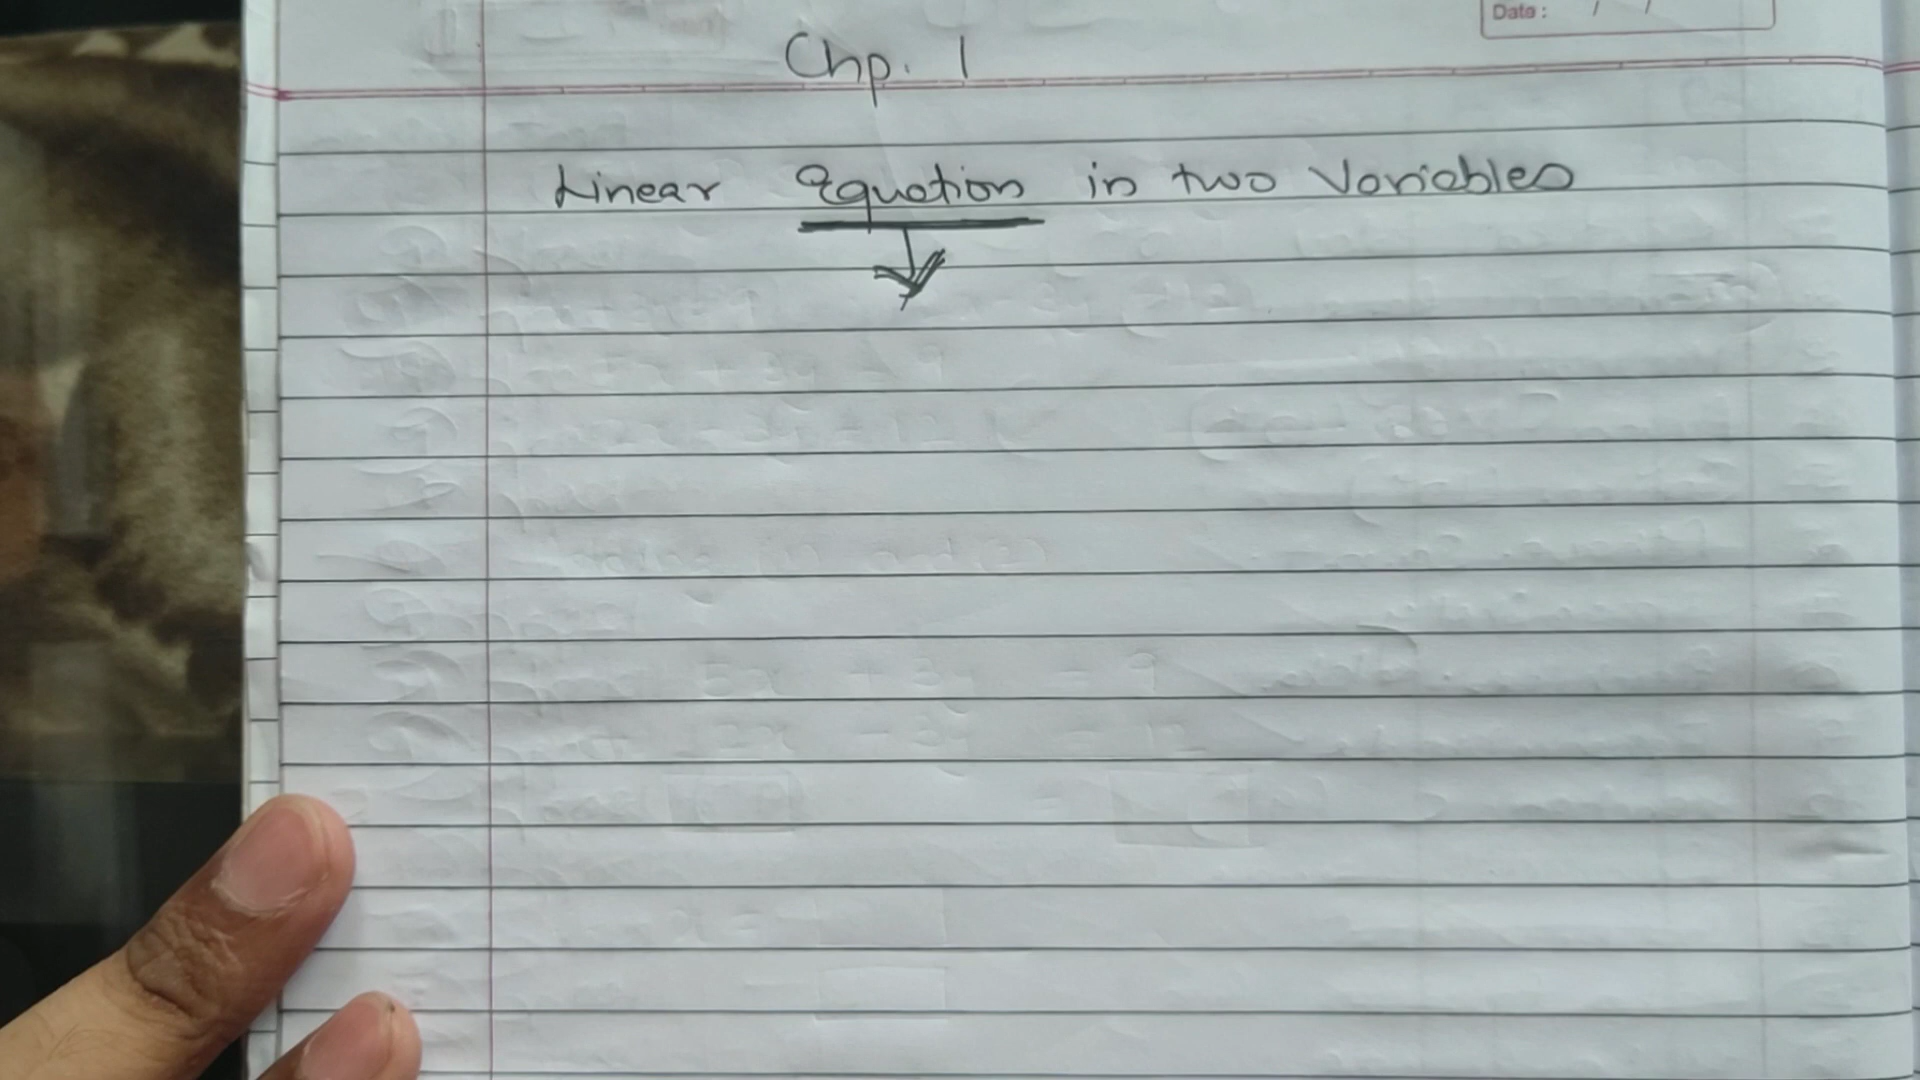 Date : / /
Chp. 1
Linear Equation in two Variables